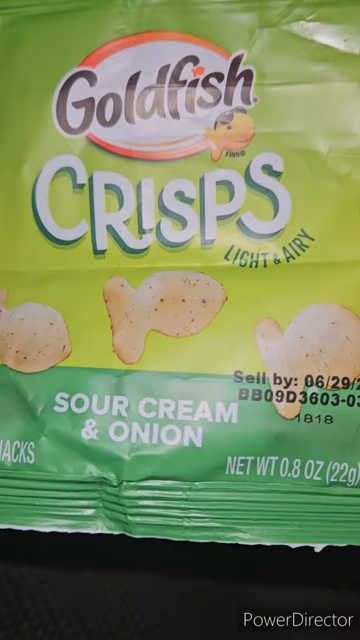 Goldfish
FINN®
CRISPS
LIGHT & AIRY
Sell by: 06/29/2
BB09D3603-03
1818
SOUR CREAM
& ONION
NACKS
NET WT 0.8 OZ (22g)
PowerDirector